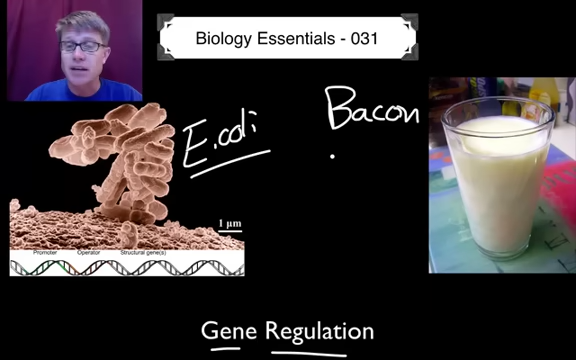 Biology Essentials - 031
E.coli
Bacon
1 µm
Promoter Operator Structural gene(s)
Gene Regulation